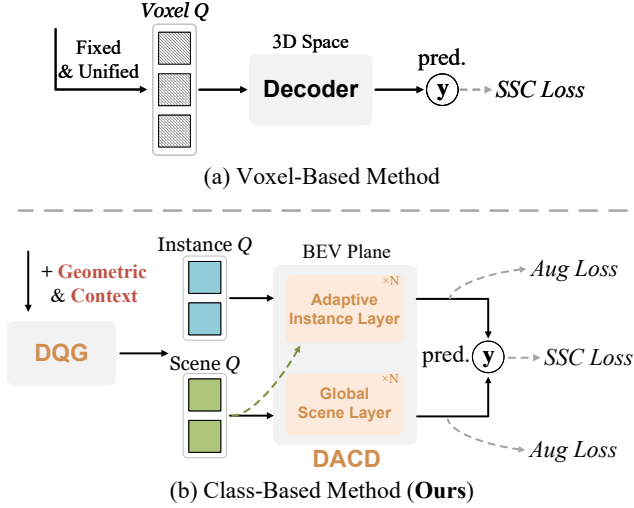 Voxel Q
Fixed
& Unified
3D Space
Decoder
pred.
y
SSC Loss
(a) Voxel-Based Method
+ Geometric
& Context
DQG
Instance Q
Scene Q
BEV Plane
×N
Adaptive
Instance Layer
×N
Global
Scene Layer
DACD
Aug Loss
pred.
y
SSC Loss
Aug Loss
(b) Class-Based Method (Ours)